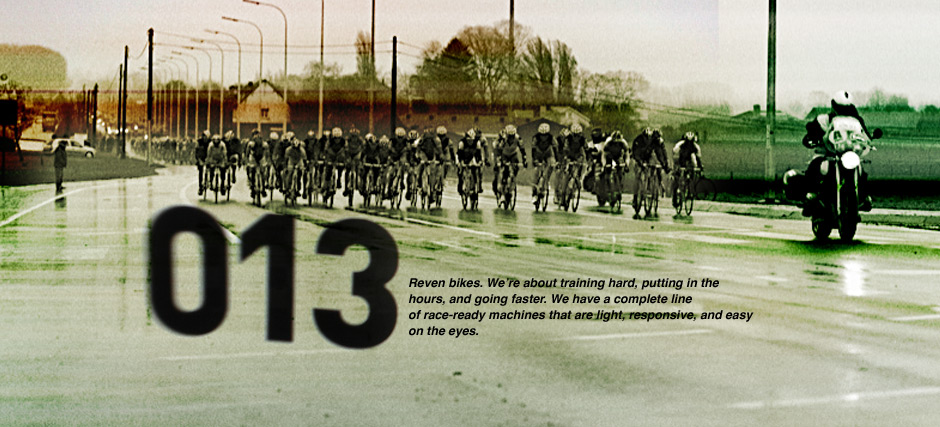 013
Reven bikes. We're about training hard, putting in the
hours, and going faster. We have a complete line
of race-ready machines that are light, responsive, and easy
on the eyes.